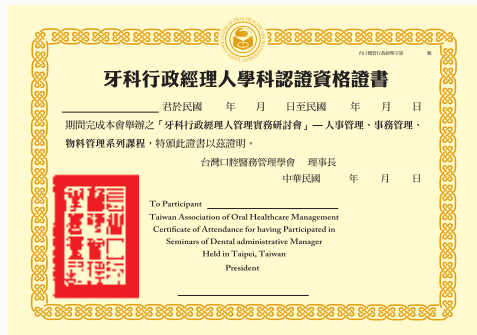 台口醫管行政經理字第 號
牙科行政經理人學科認證資格證書
君於民國 年 月 日至民國 年 月 日
期間完成本會舉辦之「牙科行政經理人管理實務研討會」—人事管理、事務管理、
物料管理系列課程，特頒此證書以茲證明。
台灣口腔醫務管理學會 理事長
中華民國 年 月 日
To Participant
Taiwan Association of Oral Healthcare Management
Certificate of Attendance for having Participated in
Seminars of Dental administrative Manager
Held in Taipei, Taiwan
President